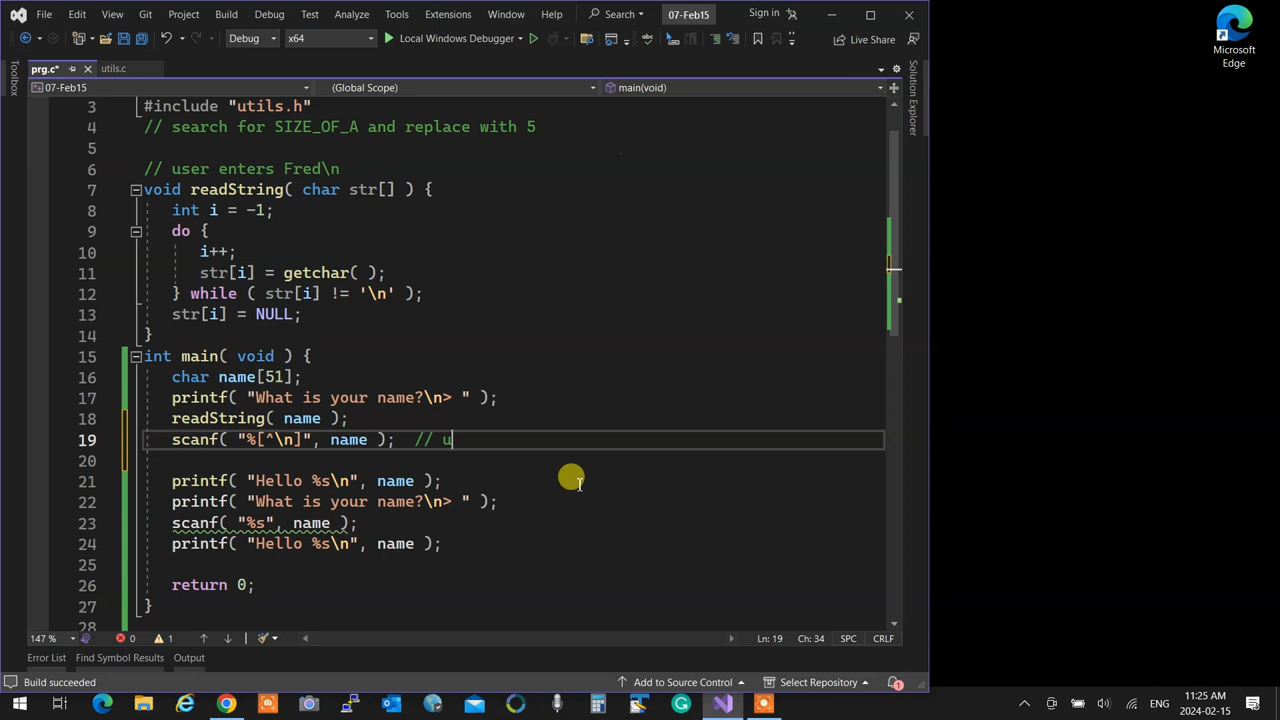 File Edit View Git Project Build Debug Test Analyze Tools Extensions Window Help Search 07-Feb15 Sign in
Debug x64 Local Windows Debugger Live Share
prg.c* utils.c
Toolbox
Solution Explorer
07-Feb15 (Global Scope) main(void)
3 #include "utils.h"
4 // search for SIZE_OF_A and replace with 5
5
6 // user enters Fred\n
7 void readString( char str[] ) {
8 int i = -1;
9 do {
10 i++;
11 str[i] = getchar( );
12 } while ( str[i] != '\n' );
13 str[i] = NULL;
14 }
15 int main( void ) {
16 char name[51];
17 printf( "What is your name?\n> " );
18 readString( name );
19 scanf( "%[^\n]", name ); // u
20
21 printf( "Hello %s\n", name );
22 printf( "What is your name?\n> " );
23 scanf( "%s", name );
24 printf( "Hello %s\n", name );
25
26 return 0;
27 }
28
147 % 0 1 Ln: 19 Ch: 34 SPC CRLF
Error List Find Symbol Results Output
Build succeeded Add to Source Control Select Repository 1
Microsoft
Edge
ENG 11:25 AM
2024-02-15